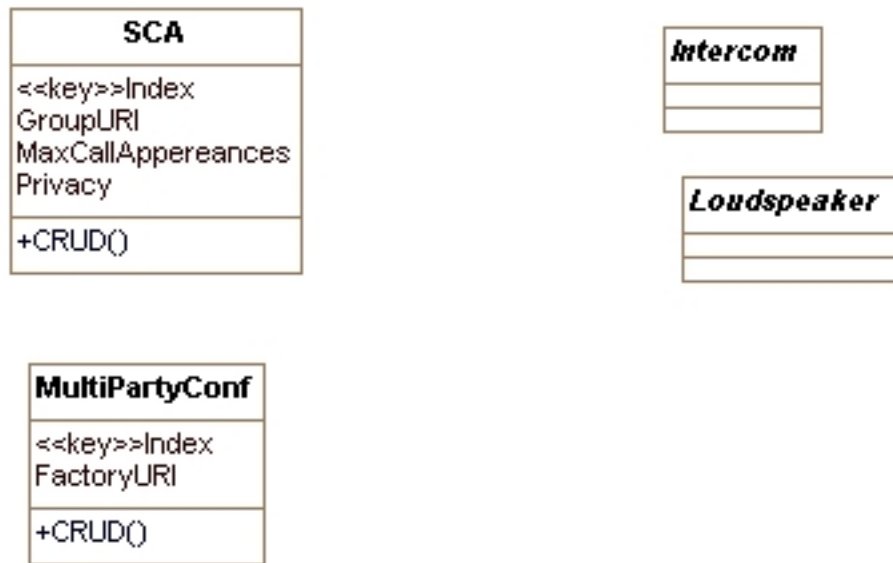 SCA
<<key>>Index
GroupURI
MaxCallAppereances
Privacy
+CRUD()
Intercom
Loudspeaker
MultiPartyConf
<<key>>Index
FactoryURI
+CRUD()